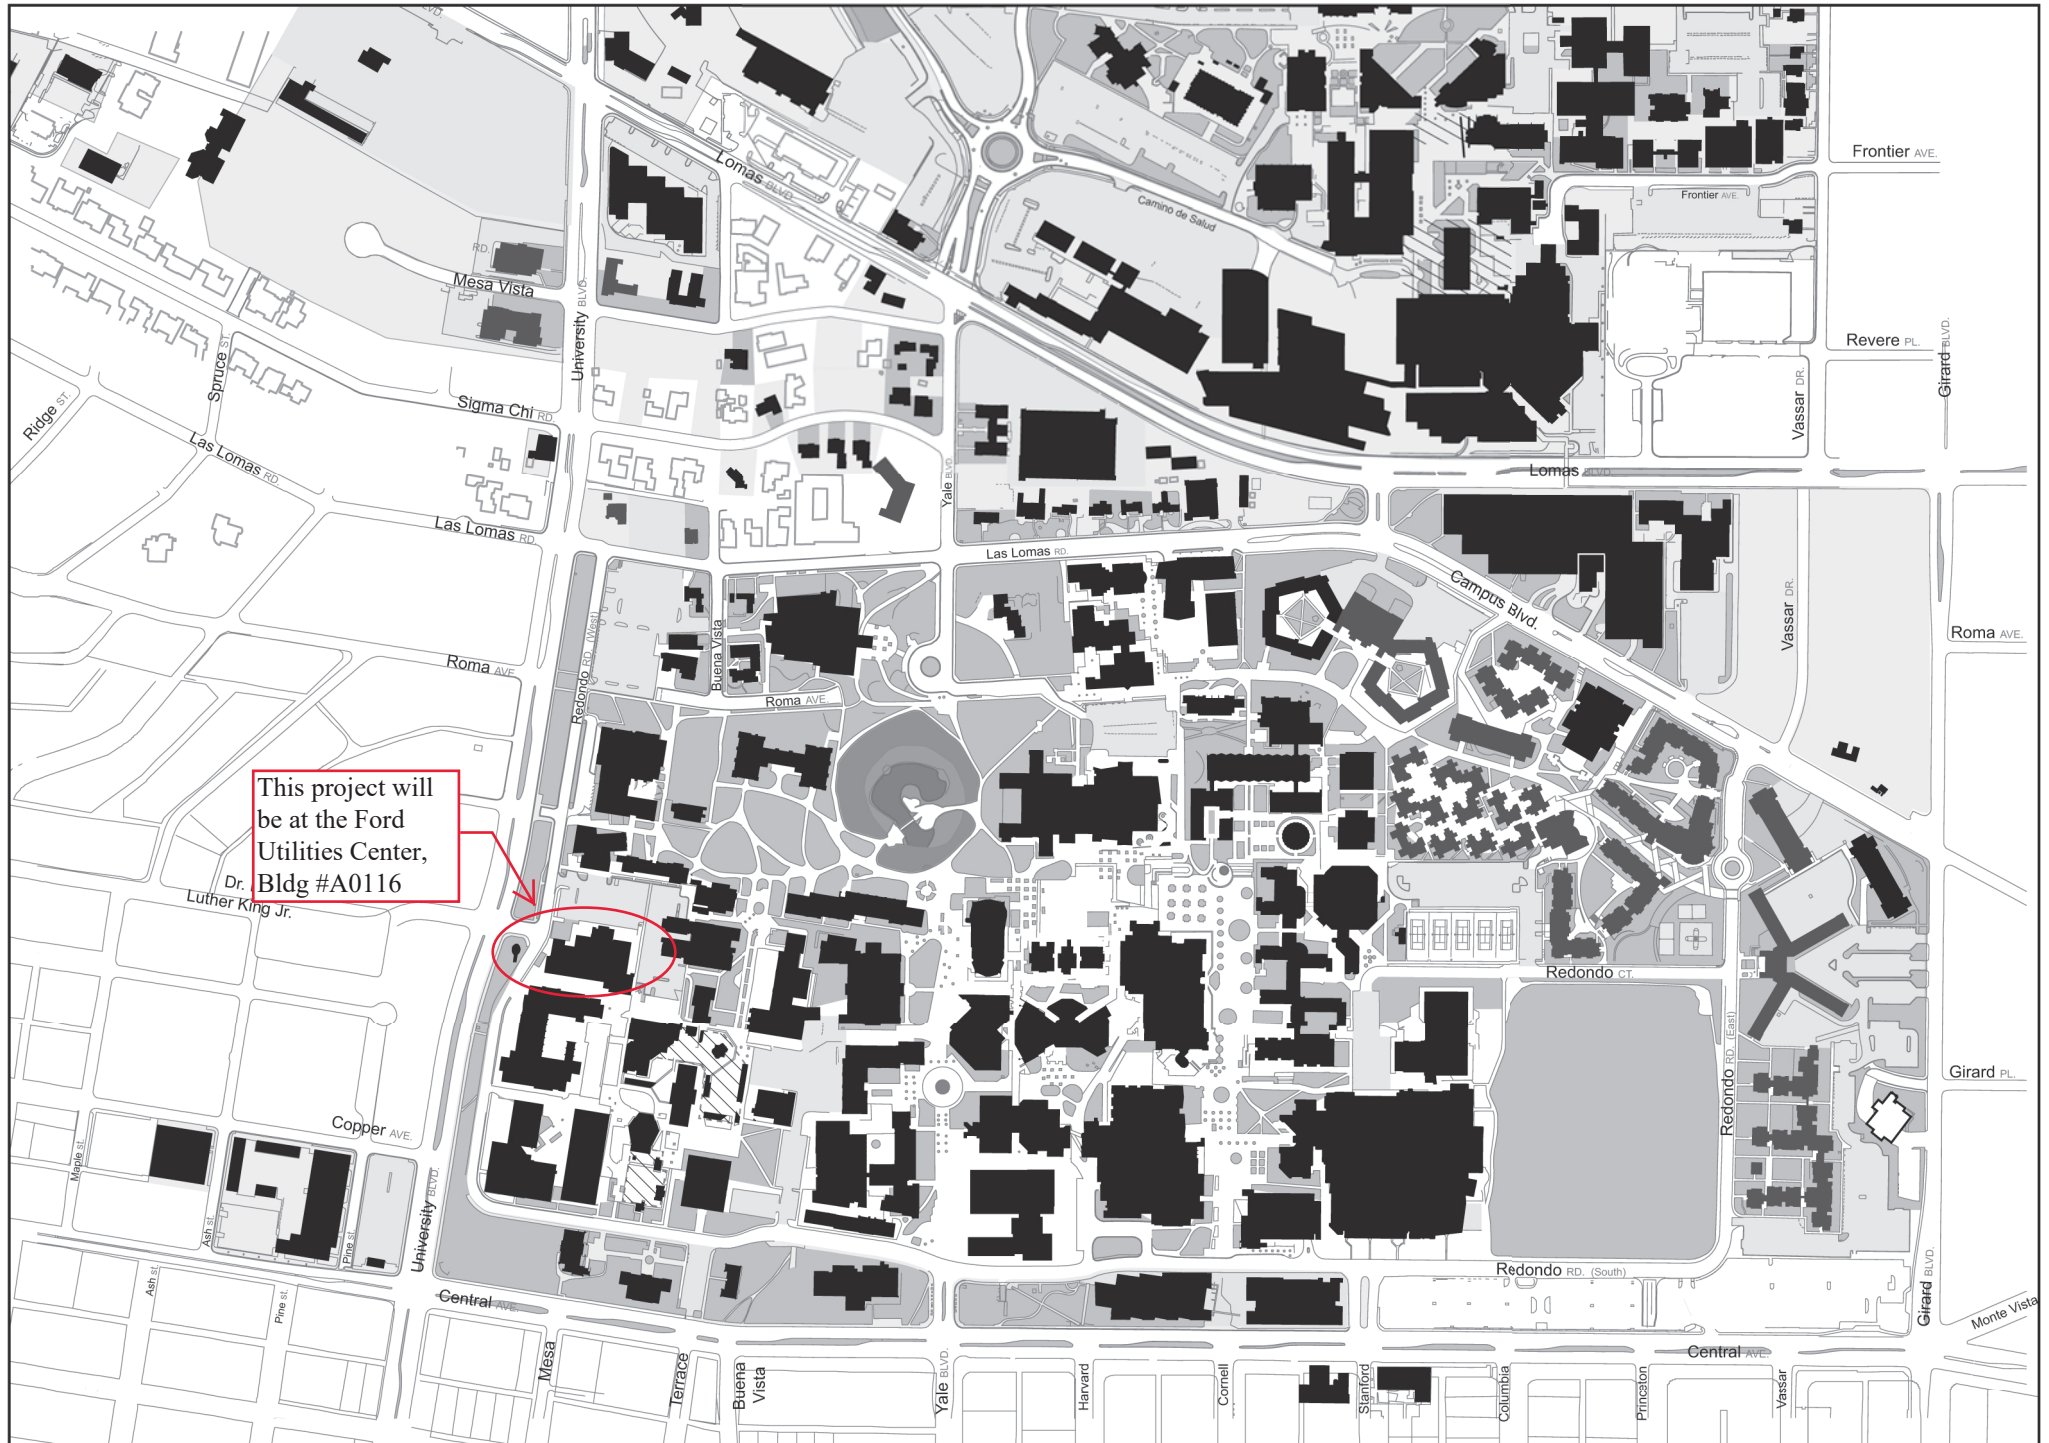 BLVD.
Lomas BLVD.
Camino de Salud
Frontier AVE.
Frontier AVE.
RD.
Mesa Vista
University BLVD.
Spruce ST.
Ridge ST.
Sigma Chi RD.
Las Lomas RD.
Las Lomas RD.
Yale BLVD.
Las Lomas RD.
Lomas BLVD.
Vassar DR.
Revere PL.
Girard BLVD.
Campus Blvd.
Vassar DR.
Roma AVE.
Roma AVE.
Redondo RD. (West)
Buena Vista
Roma AVE.
This project will
be at the Ford
Utilities Center,
Bldg #A0116
Dr.
Luther King Jr.
Redondo CT.
Redondo RD. (East)
Girard PL.
Copper AVE.
Maple st.
Ash st.
Pine st.
University BLVD.
Ash st.
Pine st.
Central AVE.
Redondo RD. (South)
Girard BLVD.
Monte Vista
Central AVE.
Mesa
Terrace
Buena
Vista
Yale BLVD.
Harvard
Cornell
Stanford
Columbia
Princeton
Vassar